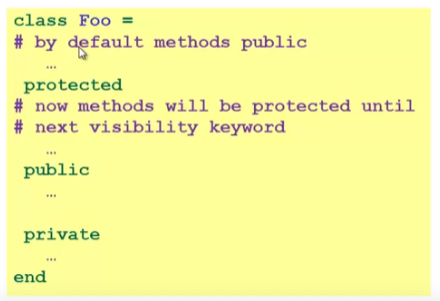 class Foo =
# by default methods public
...
protected
# now methods will be protected until
# next visibility keyword
...
public
...
private
...
end